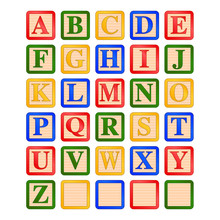 A B C D E
F G H I J
K L M N O
P Q R S T
U V W X Y
Z